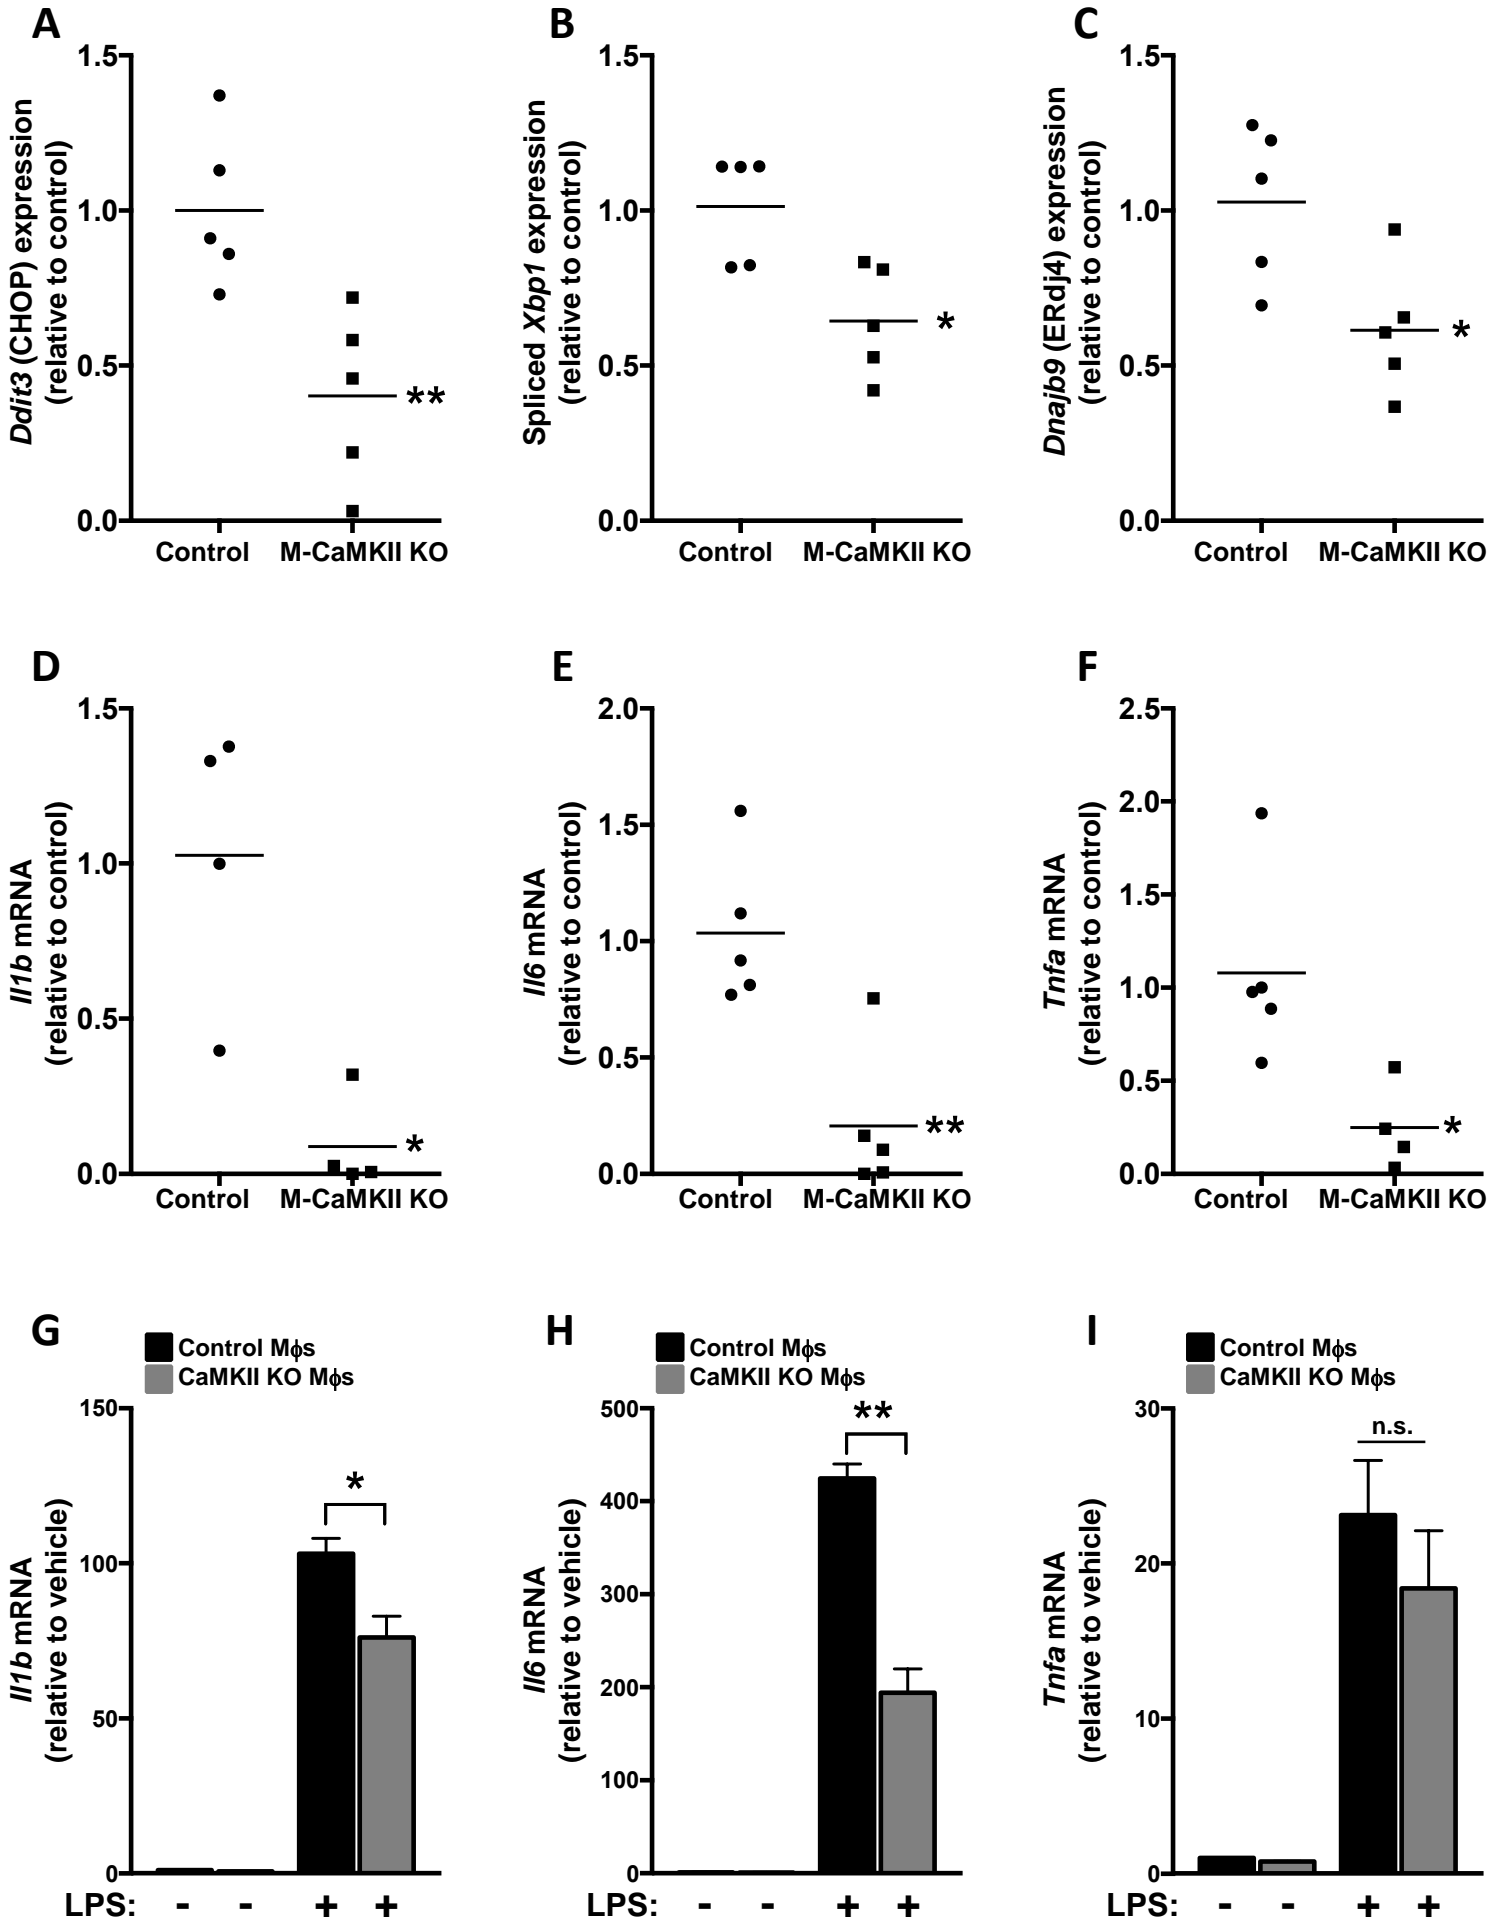 A
Ddit3 (CHOP) expression
(relative to control)
1.5
1.0
0.5
0.0
Control M-CaMKII KO
**
B
Spliced Xbp1 expression
(relative to control)
1.5
1.0
0.5
0.0
Control M-CaMKII KO
*
C
Dnajb9 (ERdj4) expression
(relative to control)
1.5
1.0
0.5
0.0
Control M-CaMKII KO
*
D
Il1b mRNA
(relative to control)
1.5
1.0
0.5
0.0
Control M-CaMKII KO
*
E
Il6 mRNA
(relative to control)
2.0
1.5
1.0
0.5
0.0
Control M-CaMKII KO
**
F
Tnfa mRNA
(relative to control)
2.5
2.0
1.5
1.0
0.5
0.0
Control M-CaMKII KO
*
G
Control Mϕs
CaMKII KO Mϕs
Il1b mRNA
(relative to vehicle)
150
100
50
0
*
LPS: - - + +
H
Control Mϕs
CaMKII KO Mϕs
Il6 mRNA
(relative to vehicle)
500
400
300
200
100
0
**
LPS: - - + +
I
Control Mϕs
CaMKII KO Mϕs
Tnfa mRNA
(relative to vehicle)
30
20
10
0
n.s.
LPS: - - + +